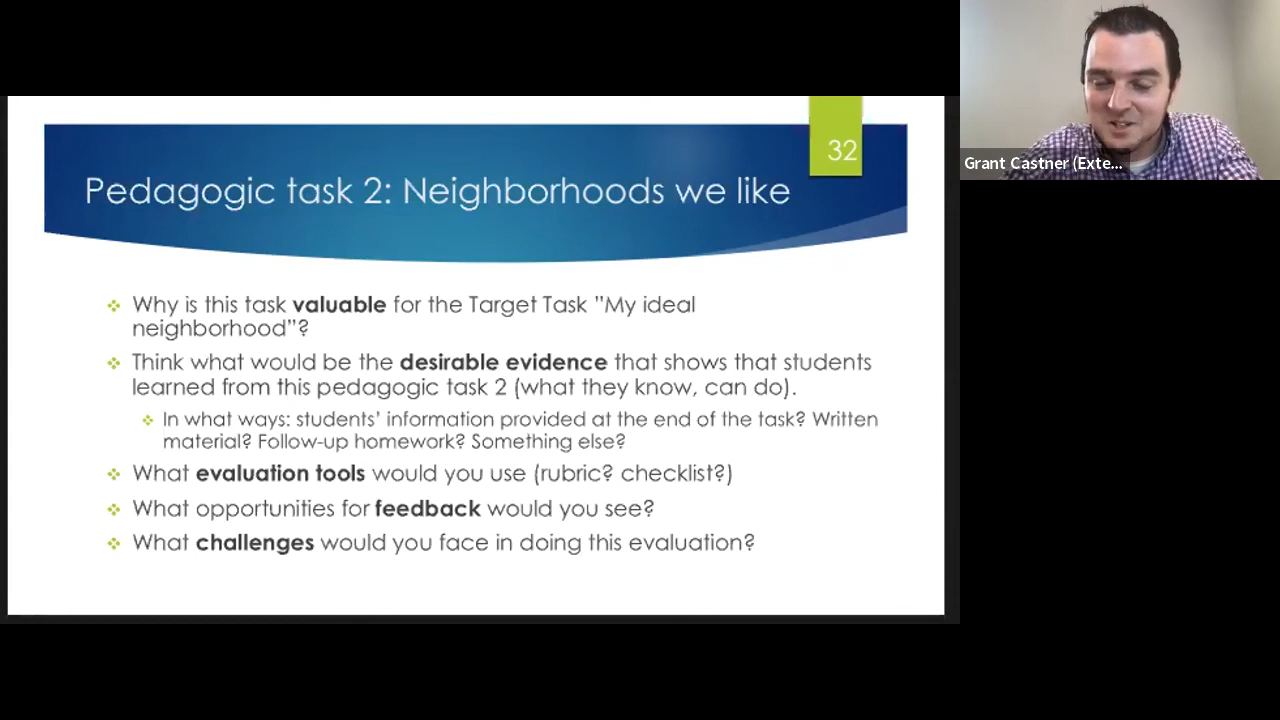 32
Pedagogic task 2: Neighborhoods we like
Why is this task valuable for the Target Task ”My ideal
neighborhood”?
Think what would be the desirable evidence that shows that students
learned from this pedagogic task 2 (what they know, can do).
In what ways: students’ information provided at the end of the task? Written
material? Follow-up homework? Something else?
What evaluation tools would you use (rubric? checklist?)
What opportunities for feedback would you see?
What challenges would you face in doing this evaluation?
Grant Castner (Exte...